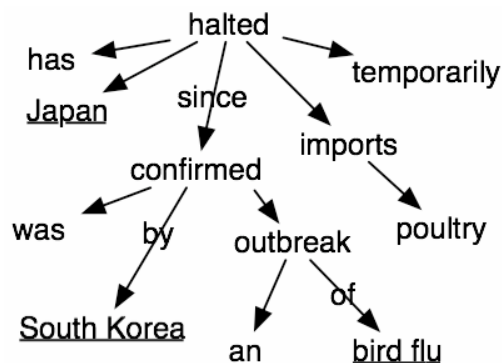 halted
has
temporarily
Japan
since
imports
confirmed
was
by
outbreak
poultry
of
South Korea
an
bird flu